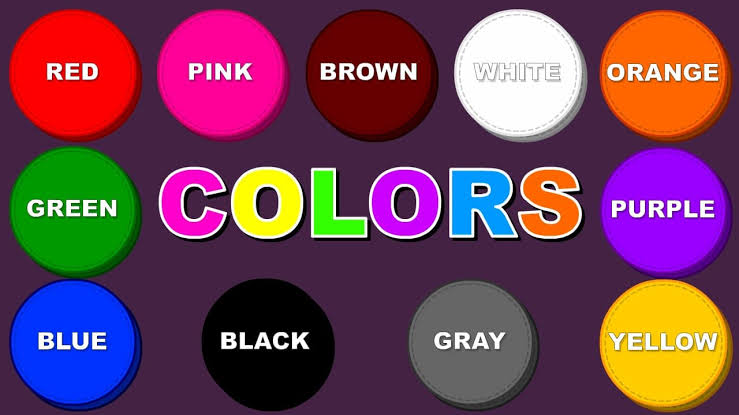 RED
PINK
BROWN
WHITE
ORANGE
GREEN
COLORS
PURPLE
BLUE
BLACK
GRAY
YELLOW